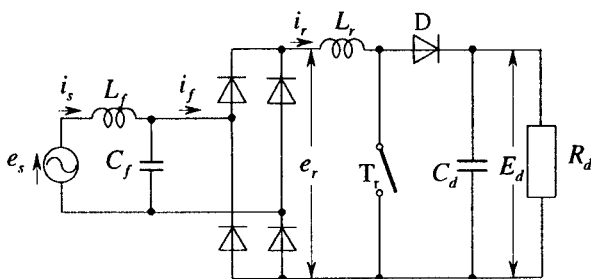 i_r
L_r
D
i_s
L_f
i_f
e_s
C_f
e_r
T_r
C_d
E_d
R_d